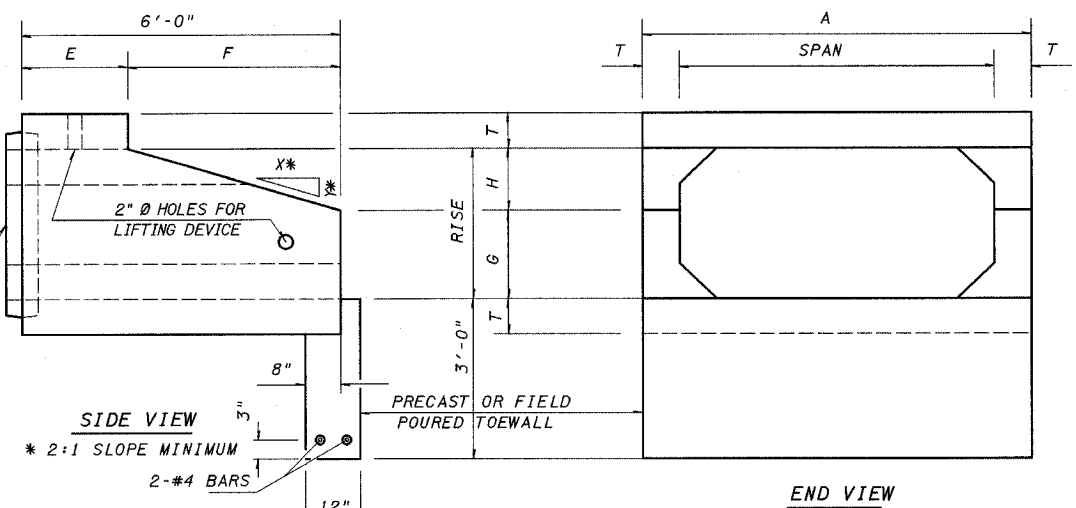 6'-0"
E
F
A
T
SPAN
T
T
X*
Y*
H
RISE
2" Ø HOLES FOR
LIFTING DEVICE
G
T
3'-0"
8"
3"
PRECAST OR FIELD
POURED TOEWALL
SIDE VIEW
* 2:1 SLOPE MINIMUM
2-#4 BARS
12"
END VIEW